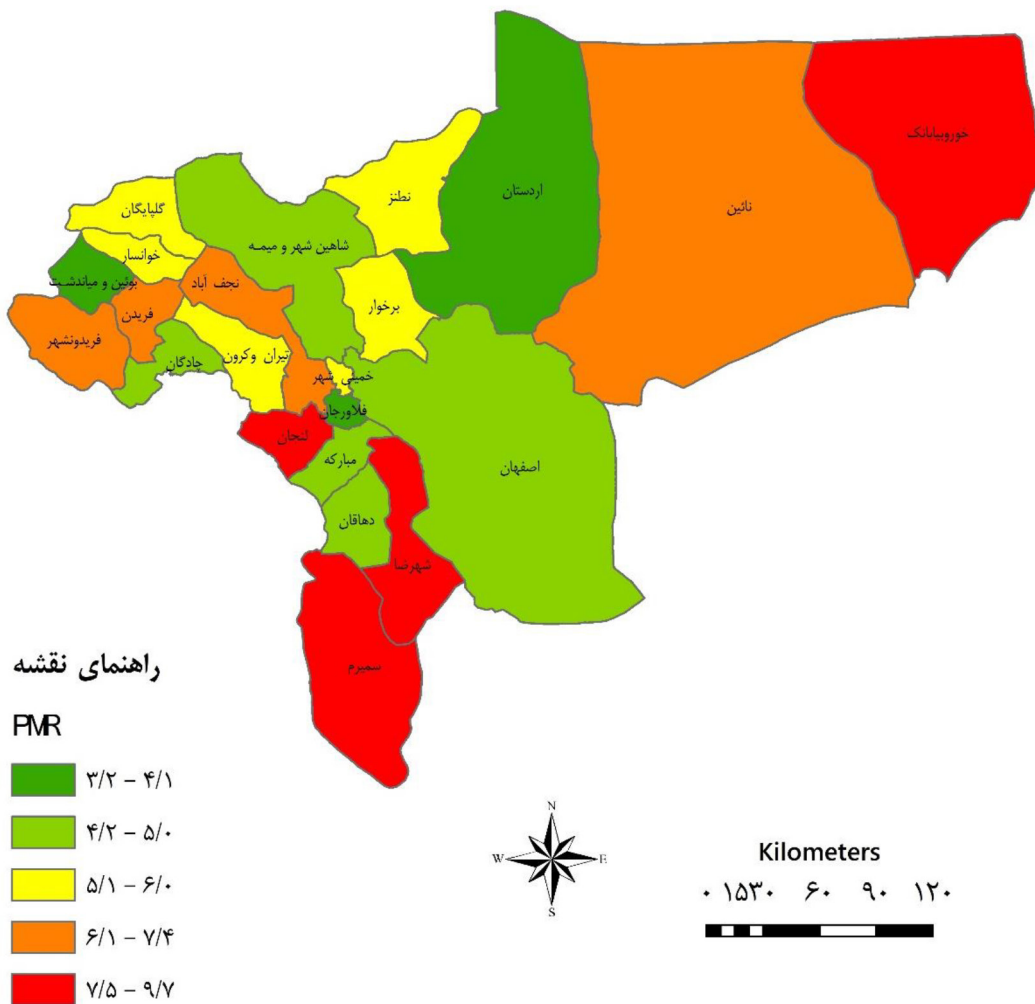 خوروبیابانک
نائین
اردستان
نطنز
گلپایگان
شاهین شهر و میمه
خوانسار
بوئین و میاندشت
نجف آباد
برخوار
فریدن
فریدونشهر
تیران وکرون
چادگان
خمینی شهر
فلاورجان
لنجان
مبارکه
اصفهان
دهاقان
شهرضا
سمیرم
راهنمای نقشه
PMR
۳/۲ – ۴/۱
۴/۲ – ۵/۰
۵/۱ – ۶/۰
۶/۱ – ۷/۴
۷/۵ – ۹/۷
N
W E
S
Kilometers
۰ ۱۵۳۰ ۶۰ ۹۰ ۱۲۰